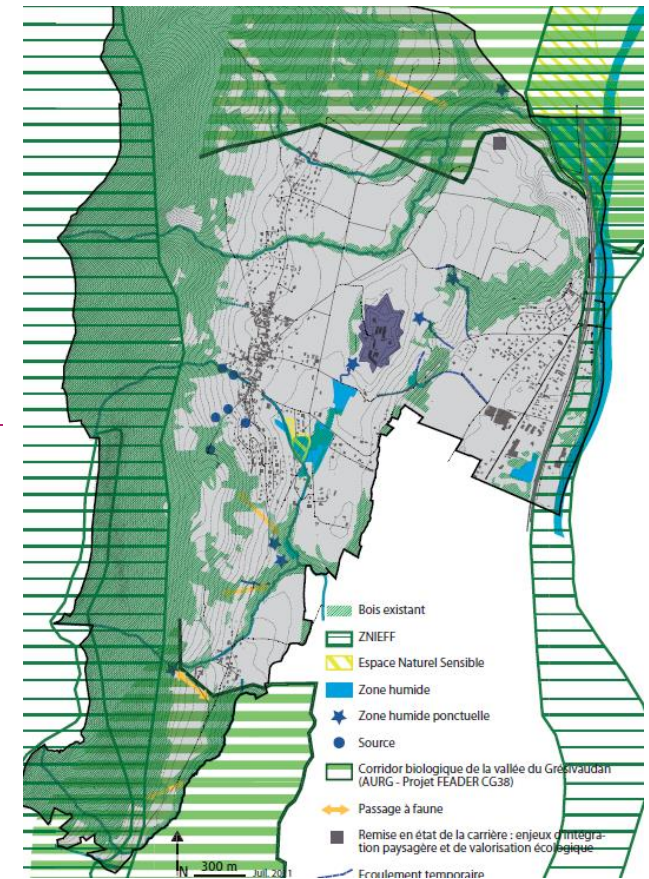 Bois existant
ZNIEFF
Espace Naturel Sensible
Zone humide
Zone humide ponctuelle
Source
Corridor biologique de la vallée du Grésivaudan
(AURG - Projet FEADER CG38)
Passage à faune
Remise en état de la carrière : enjeux d'intégra-
tion paysagère et de valorisation écologique
N 300 m Juil. 2011
Ecoulement temporaire